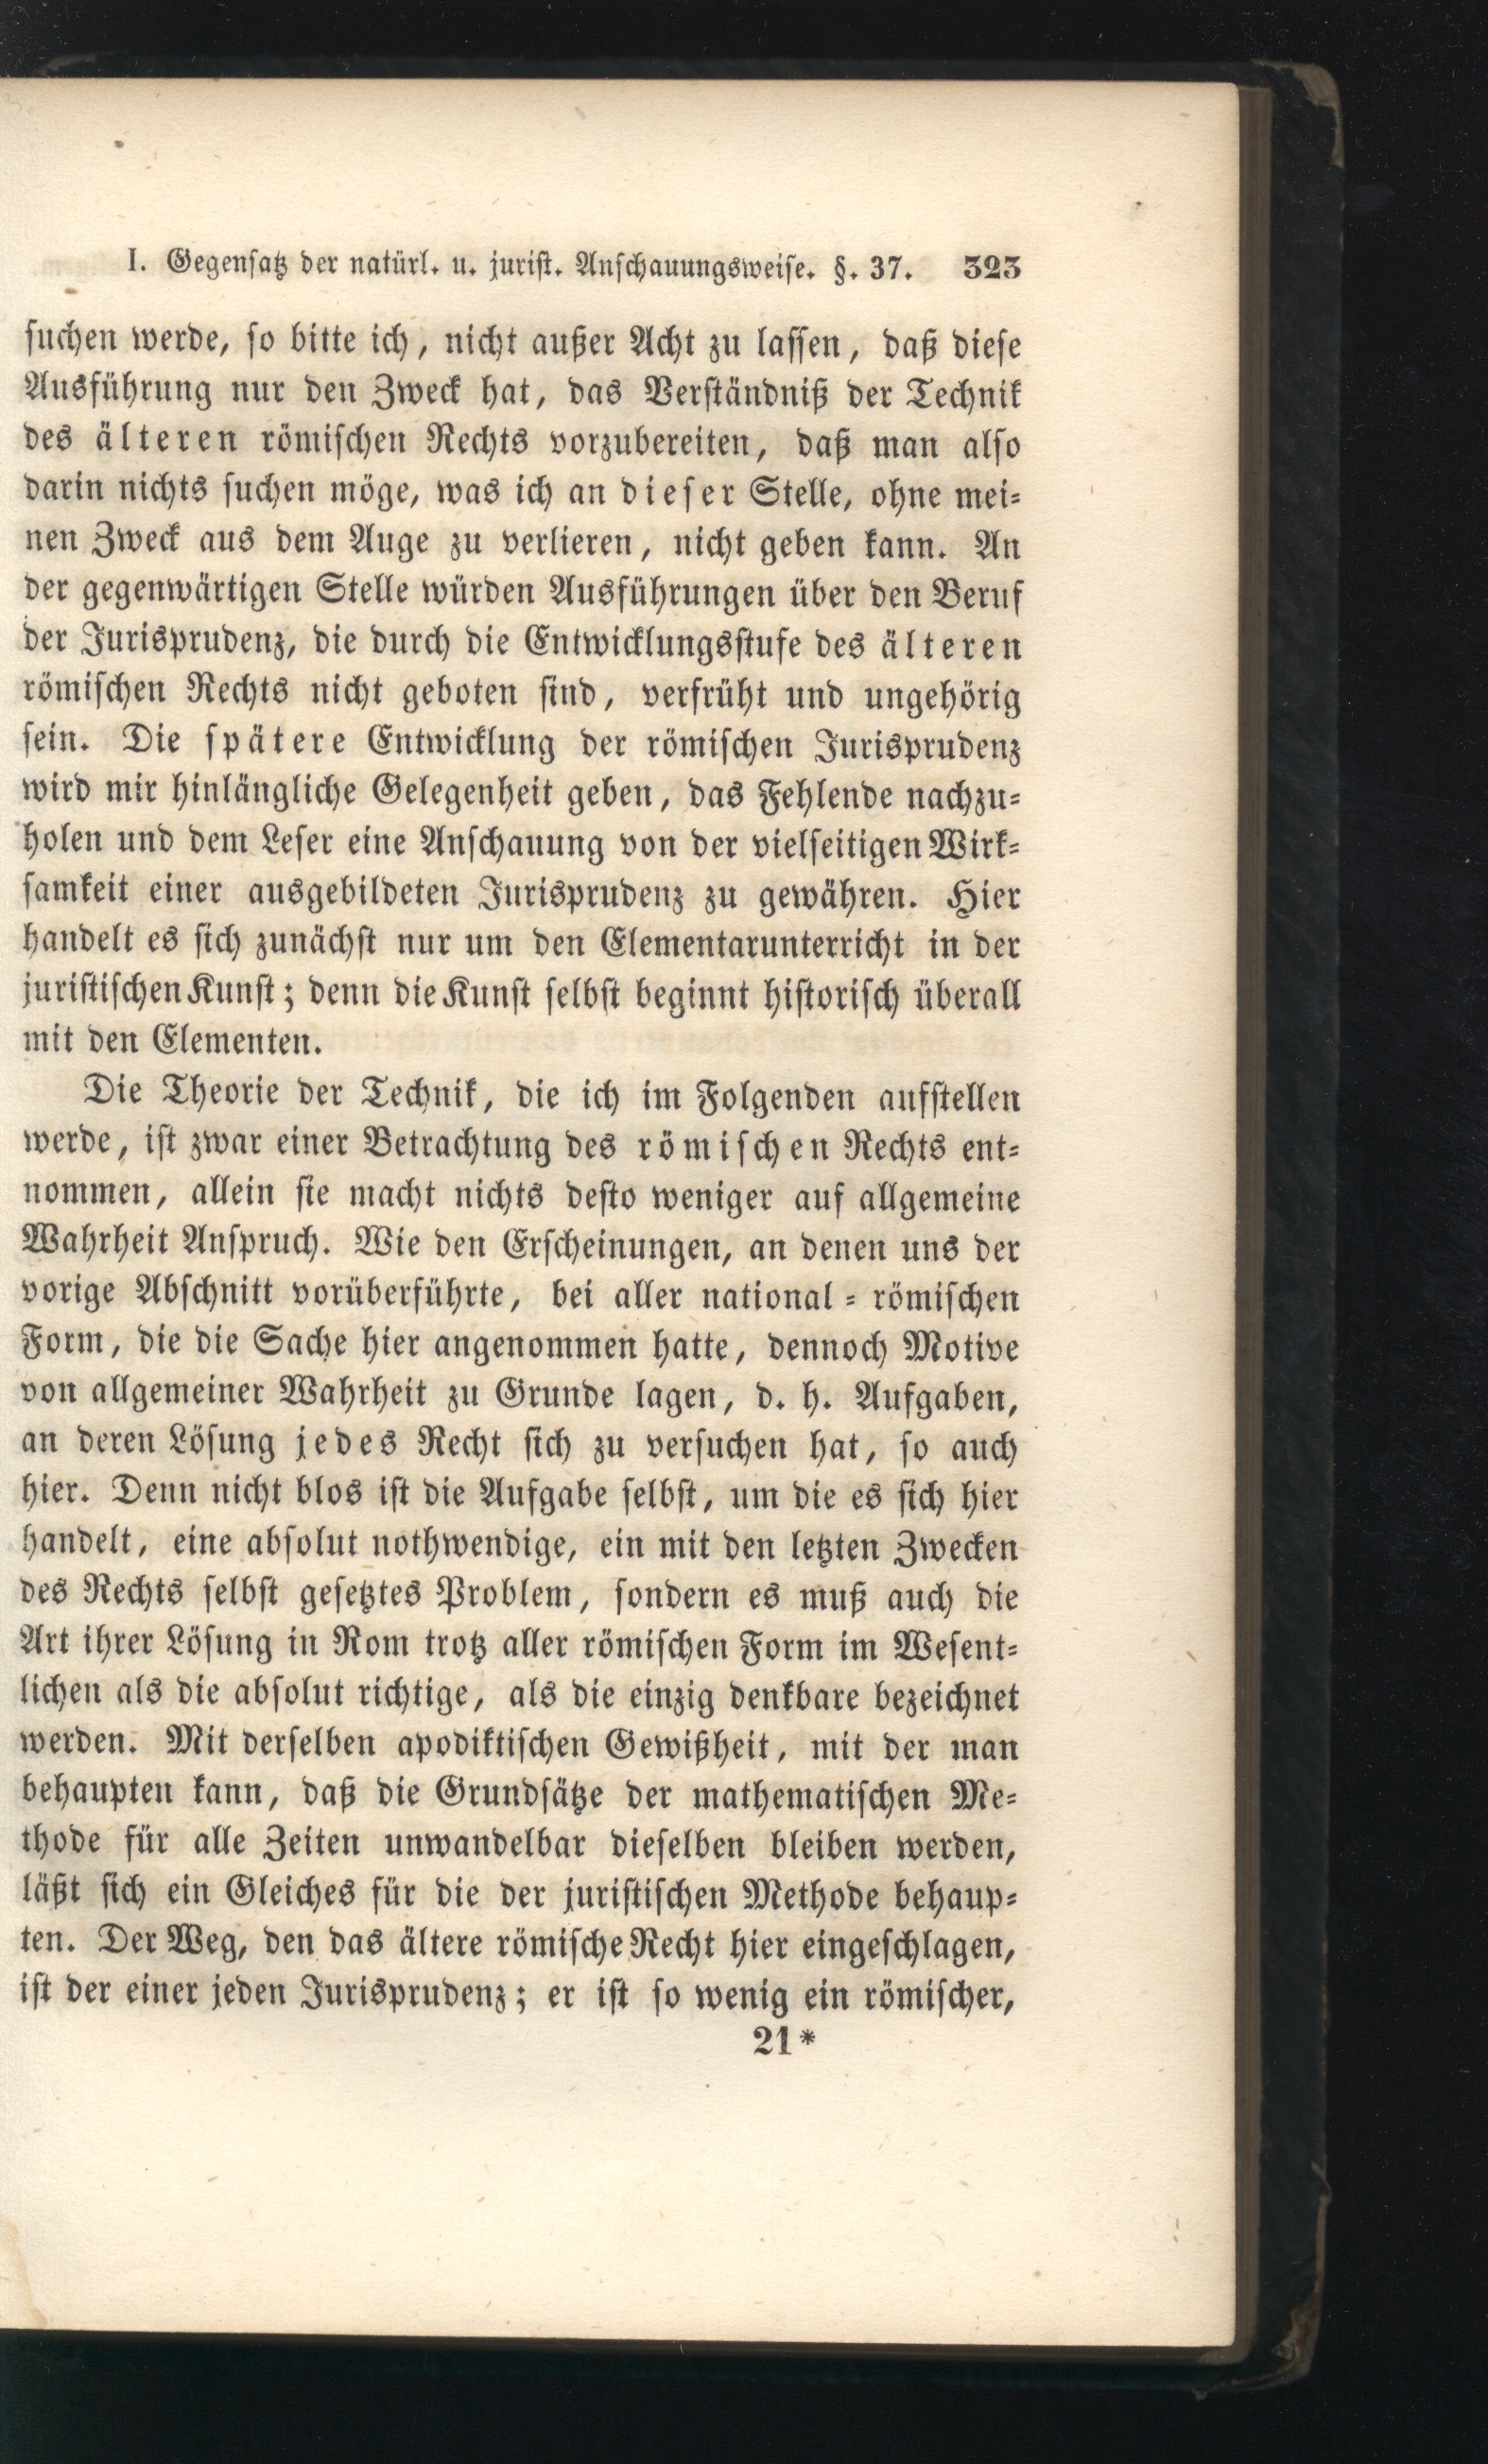 I. Gegensatz der natürl. u. jurist. Anschauungsweise. §. 37. 323
suchen werde, so bitte ich, nicht außer Acht zu lassen, daß diese
Ausführung nur den Zweck hat, das Verständniß der Technik
des älteren römischen Rechts vorzubereiten, daß man also
darin nichts suchen möge, was ich an dieser Stelle, ohne mei-
nen Zweck aus dem Auge zu verlieren, nicht geben kann. An
der gegenwärtigen Stelle würden Ausführungen über den Beruf
der Jurisprudenz, die durch die Entwicklungsstufe des älteren
römischen Rechts nicht geboten sind, verfrüht und ungehörig
sein. Die spätere Entwicklung der römischen Jurisprudenz
wird mir hinlängliche Gelegenheit geben, das Fehlende nachzu-
holen und dem Leser eine Anschauung von der vielseitigen Wirk-
samkeit einer ausgebildeten Jurisprudenz zu gewähren. Hier
handelt es sich zunächst nur um den Elementarunterricht in der
juristischen Kunst; denn die Kunst selbst beginnt historisch überall
mit den Elementen.
Die Theorie der Technik, die ich im Folgenden aufstellen
werde, ist zwar einer Betrachtung des römischen Rechts ent-
nommen, allein sie macht nichts desto weniger auf allgemeine
Wahrheit Anspruch. Wie den Erscheinungen, an denen uns der
vorige Abschnitt vorüberführte, bei aller national-römischen
Form, die die Sache hier angenommen hatte, dennoch Motive
von allgemeiner Wahrheit zu Grunde lagen, d. h. Aufgaben,
an deren Lösung jedes Recht sich zu versuchen hat, so auch
hier. Denn nicht blos ist die Aufgabe selbst, um die es sich hier
handelt, eine absolut nothwendige, ein mit den letzten Zwecken
des Rechts selbst gesetztes Problem, sondern es muß auch die
Art ihrer Lösung in Rom trotz aller römischen Form im Wesent-
lichen als die absolut richtige, als die einzig denkbare bezeichnet
werden. Mit derselben apodiktischen Gewißheit, mit der man
behaupten kann, daß die Grundsätze der mathematischen Me-
thode für alle Zeiten unwandelbar dieselben bleiben werden,
läßt sich ein Gleiches für die der juristischen Methode behaup-
ten. Der Weg, den das ältere römische Recht hier eingeschlagen,
ist der einer jeden Jurisprudenz; er ist so wenig ein römischer,
21*